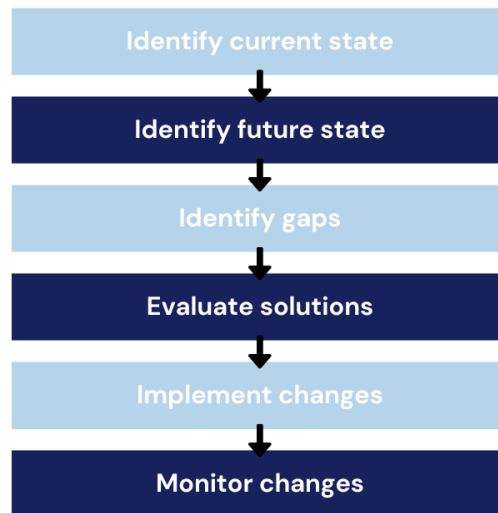 Identify current state
Identify future state
Identify gaps
Evaluate solutions
Implement changes
Monitor changes